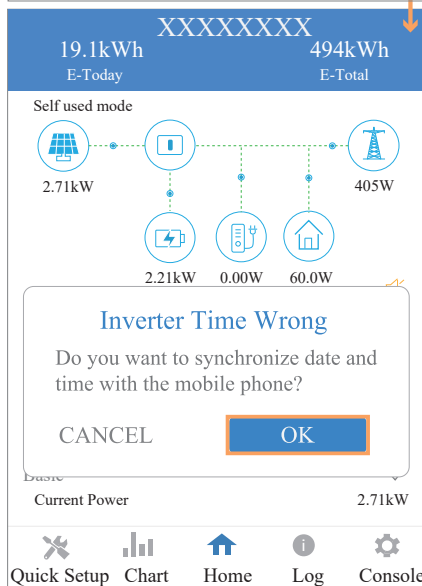 XXXXXXXX
19.1kWh 494kWh
E-Today E-Total
Self used mode
2.71kW 405W
2.21kW 0.00W 60.0W
Inverter Time Wrong
Do you want to synchronize date and
time with the mobile phone?
CANCEL OK
Basic
Current Power 2.71kW
Quick Setup Chart Home Log Console